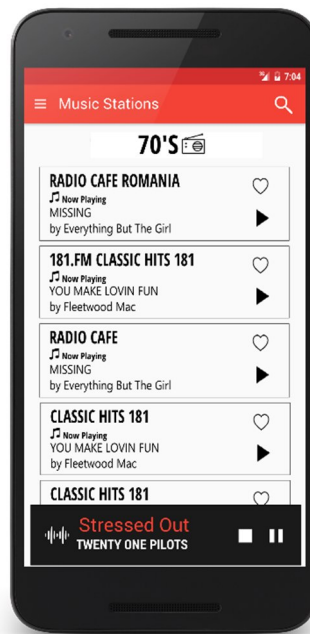 7:04
Music Stations
70'S
RADIO CAFE ROMANIA
Now Playing
MISSING
by Everything But The Girl
181.FM CLASSIC HITS 181
Now Playing
YOU MAKE LOVIN FUN
by Fleetwood Mac
RADIO CAFE
Now Playing
MISSING
by Everything But The Girl
CLASSIC HITS 181
Now Playing
YOU MAKE LOVIN FUN
by Fleetwood Mac
CLASSIC HITS 181
Stressed Out
TWENTY ONE PILOTS